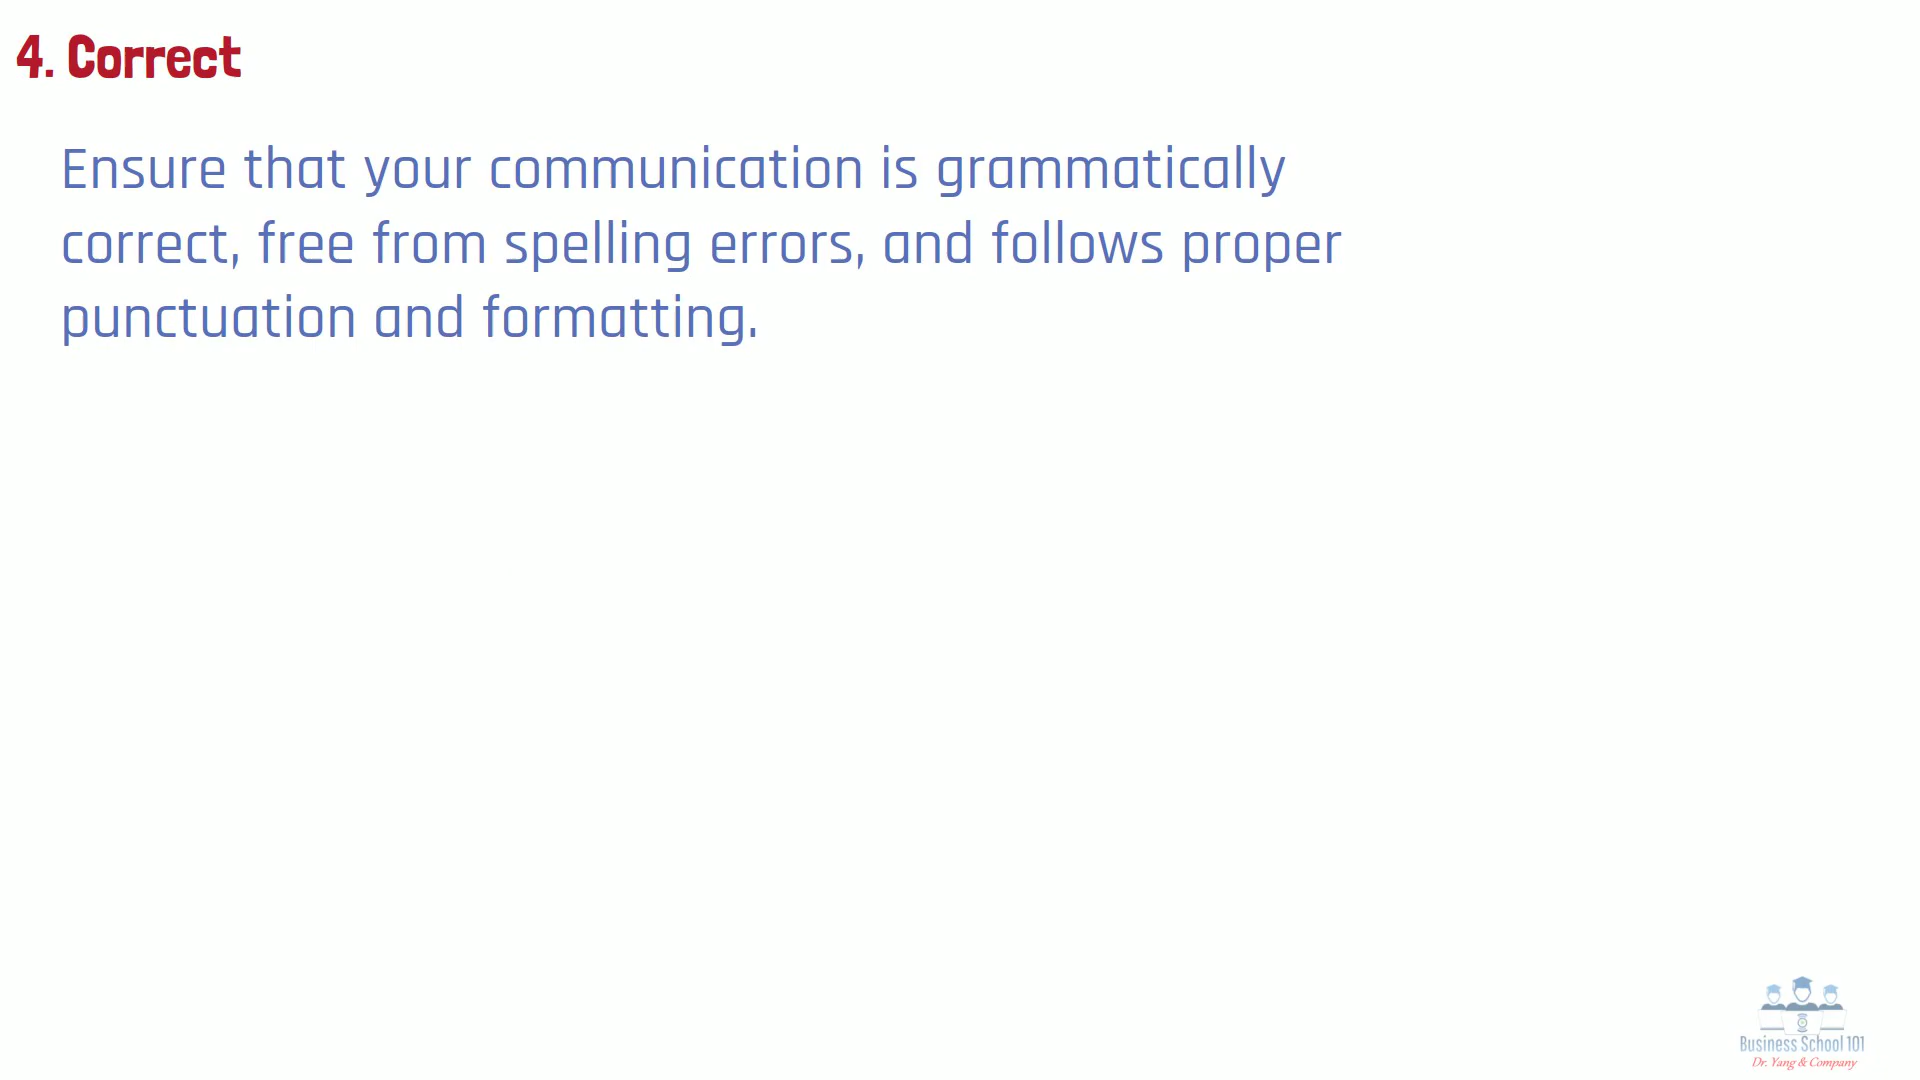 4. Correct
Ensure that your communication is grammatically
correct, free from spelling errors, and follows proper
punctuation and formatting.
Business School 101
Dr. Yang & Company